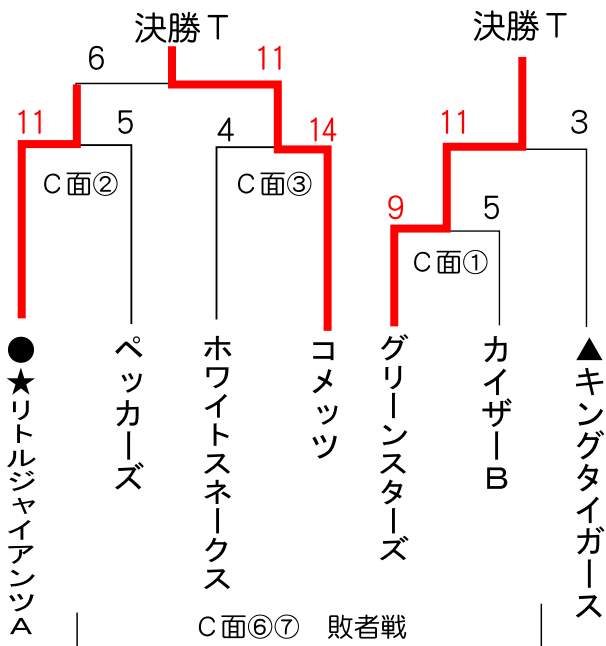 決勝T
決勝T
6 11
11 5 4 14
11 3
9 5
C面②
C面③
C面①
●★リトルジャイアンツA
ペッカーズ
ホワイトスネークス
コメッツ
グリーンスターズ
カイザーB
▲キングタイガース
C面⑥⑦ 敗者戦